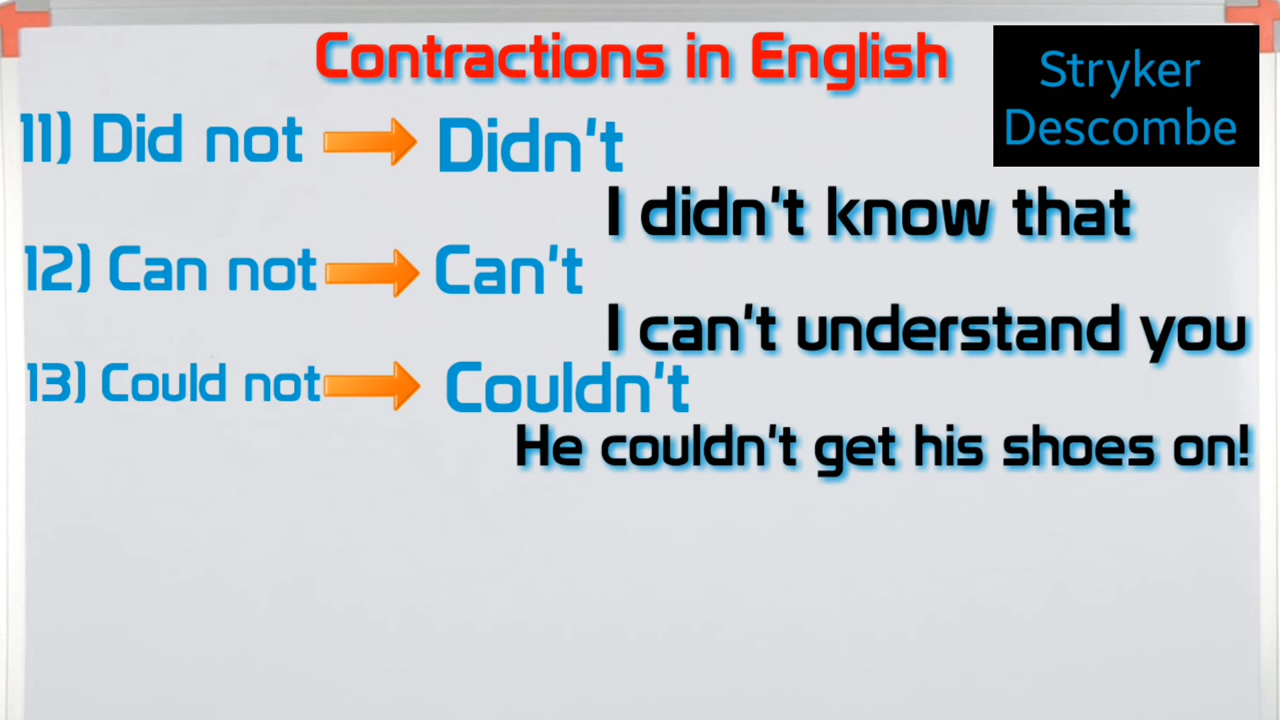 Contractions in English
Stryker
Descombe
11) Did not Didn't
I didn't know that
12) Can not Can't
I can't understand you
13) Could not Couldn't
He couldn't get his shoes on!